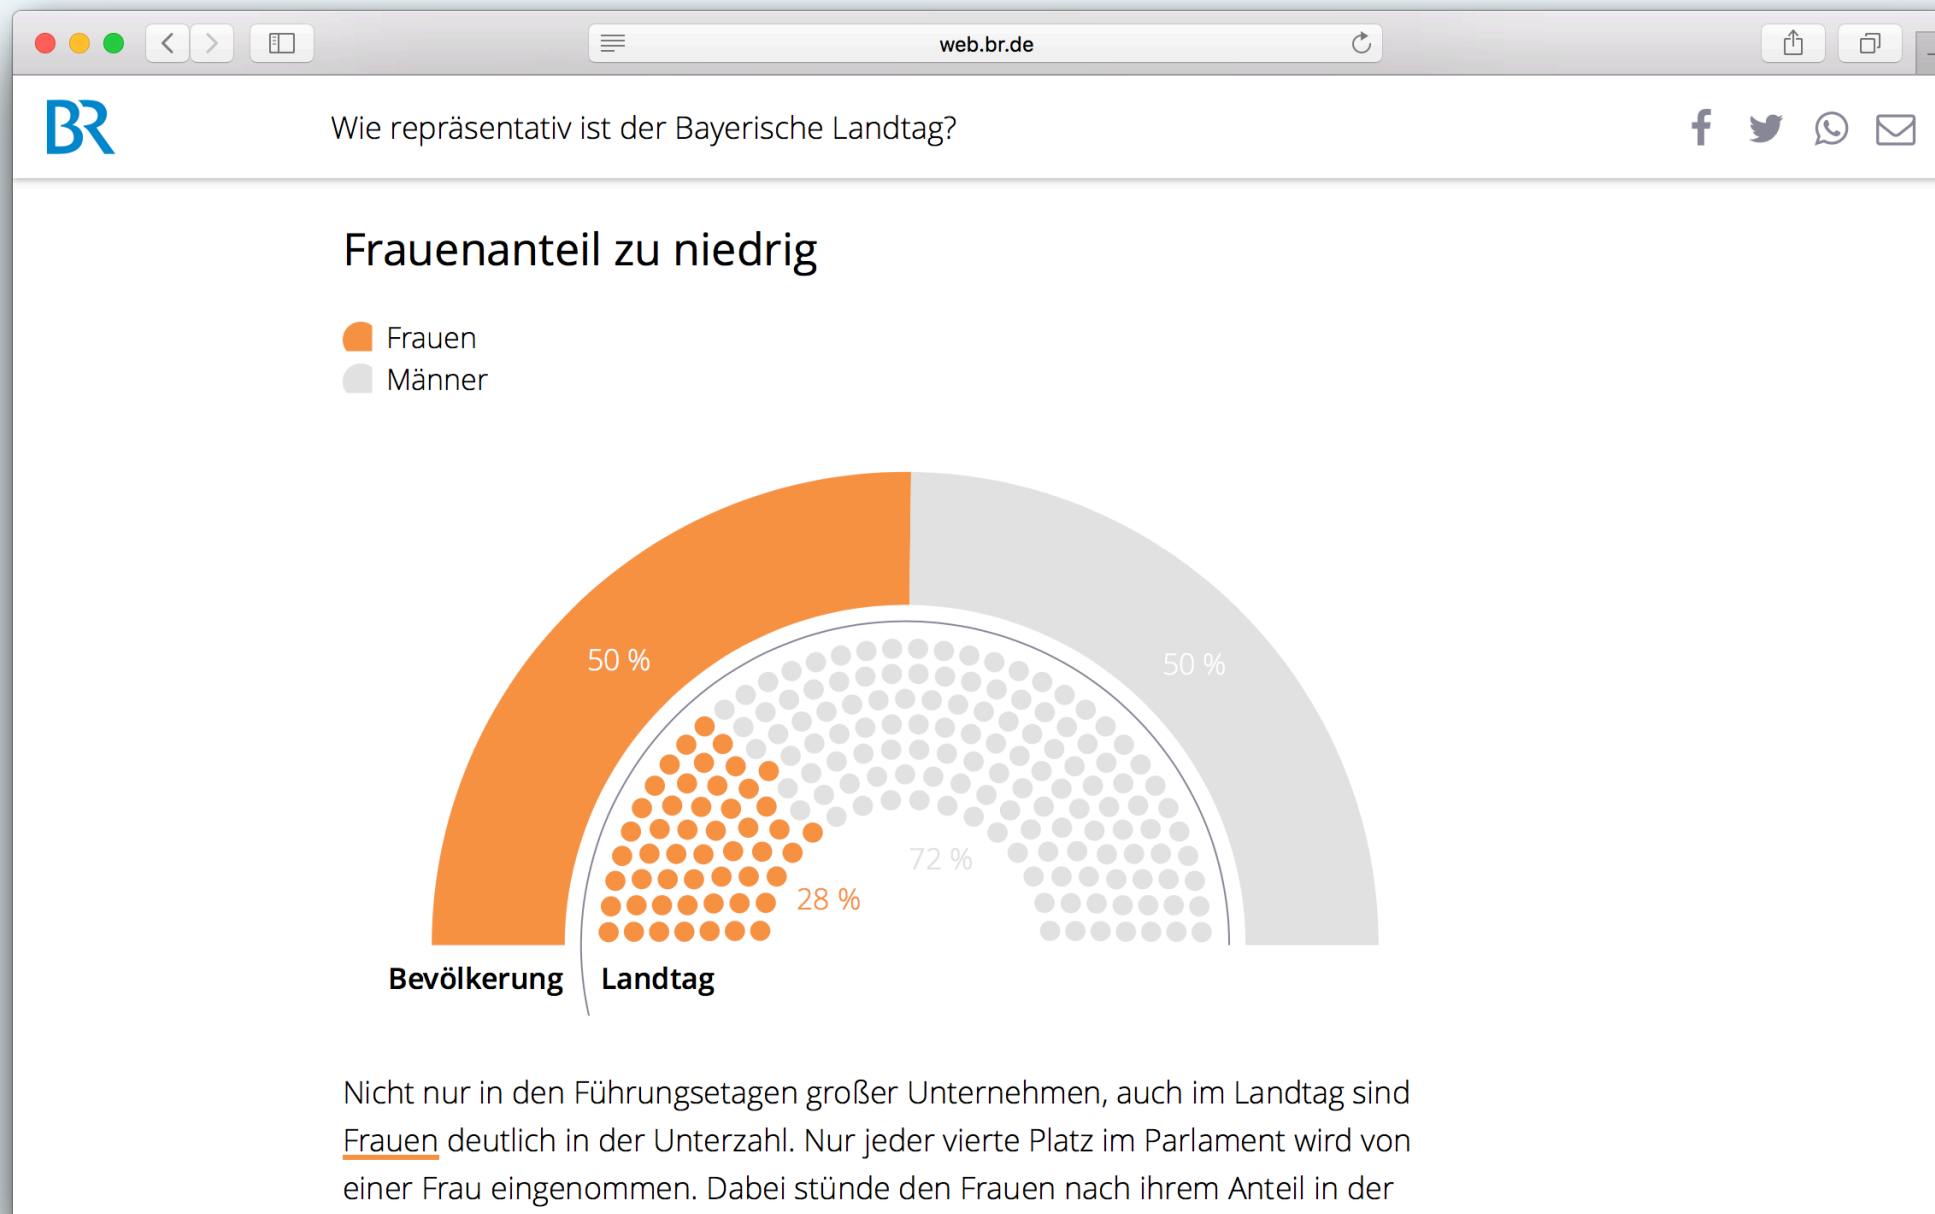 web.br.de
BR
Wie repräsentativ ist der Bayerische Landtag?
Frauenanteil zu niedrig
Frauen
Männer
50 %
50 %
72 %
28 %
Bevölkerung
Landtag
Nicht nur in den Führungsetagen großer Unternehmen, auch im Landtag sind
Frauen deutlich in der Unterzahl. Nur jeder vierte Platz im Parlament wird von
einer Frau eingenommen. Dabei stünde den Frauen nach ihrem Anteil in der